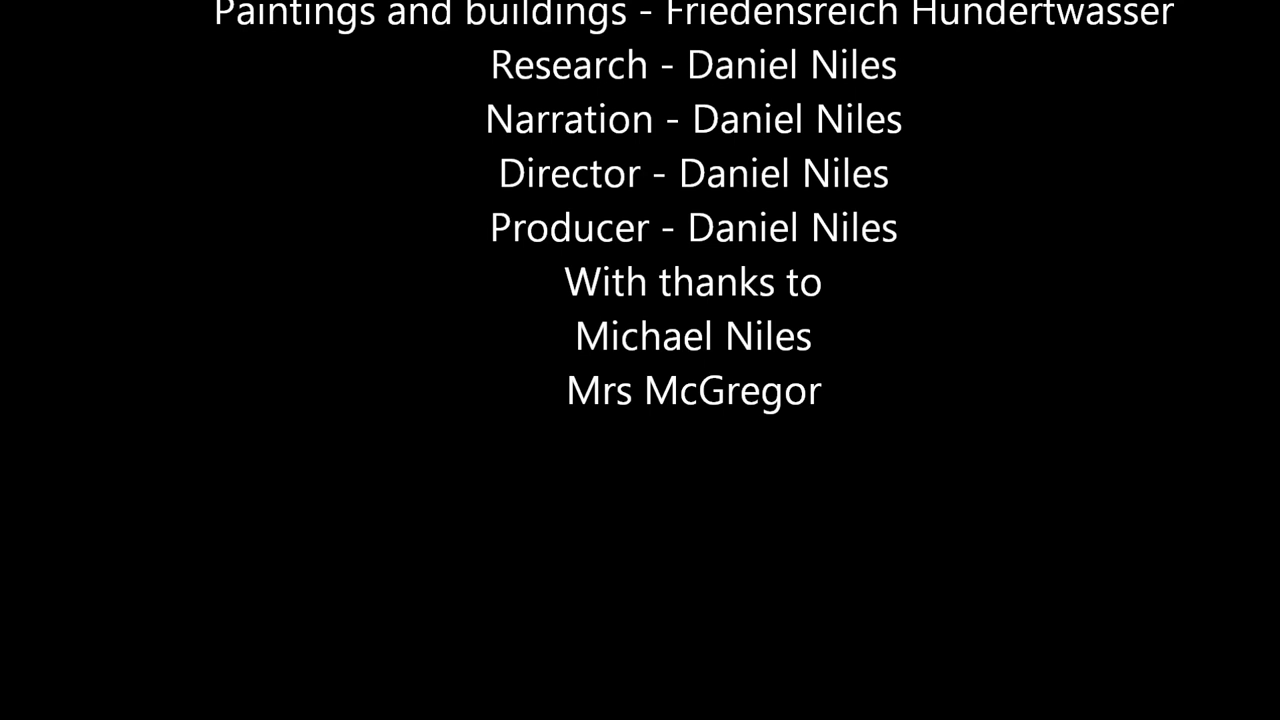 Paintings and buildings - Friedensreich Hundertwasser
Research - Daniel Niles
Narration - Daniel Niles
Director - Daniel Niles
Producer - Daniel Niles
With thanks to
Michael Niles
Mrs McGregor